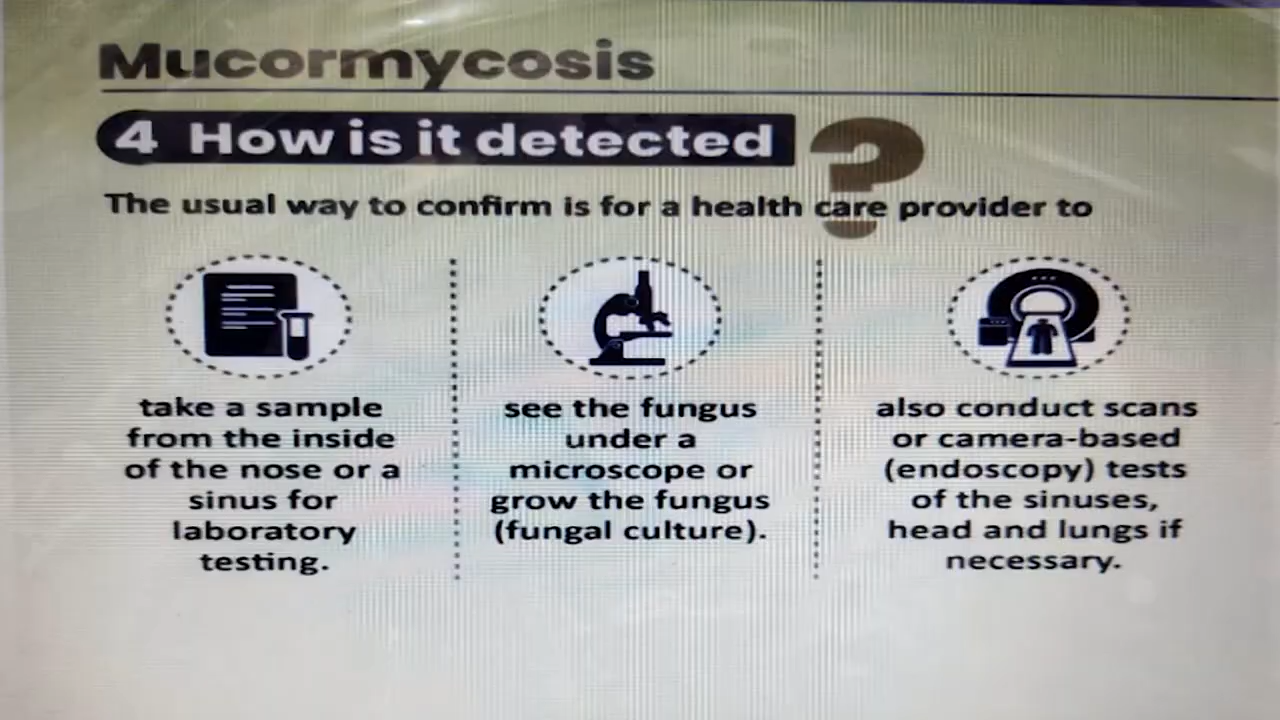 Mucormycosis
4 How is it detected ?
The usual way to confirm is for a health care provider to
take a sample
from the inside
of the nose or a
sinus for
laboratory
testing.
see the fungus
under a
microscope or
grow the fungus
(fungal culture).
also conduct scans
or camera-based
(endoscopy) tests
of the sinuses,
head and lungs if
necessary.